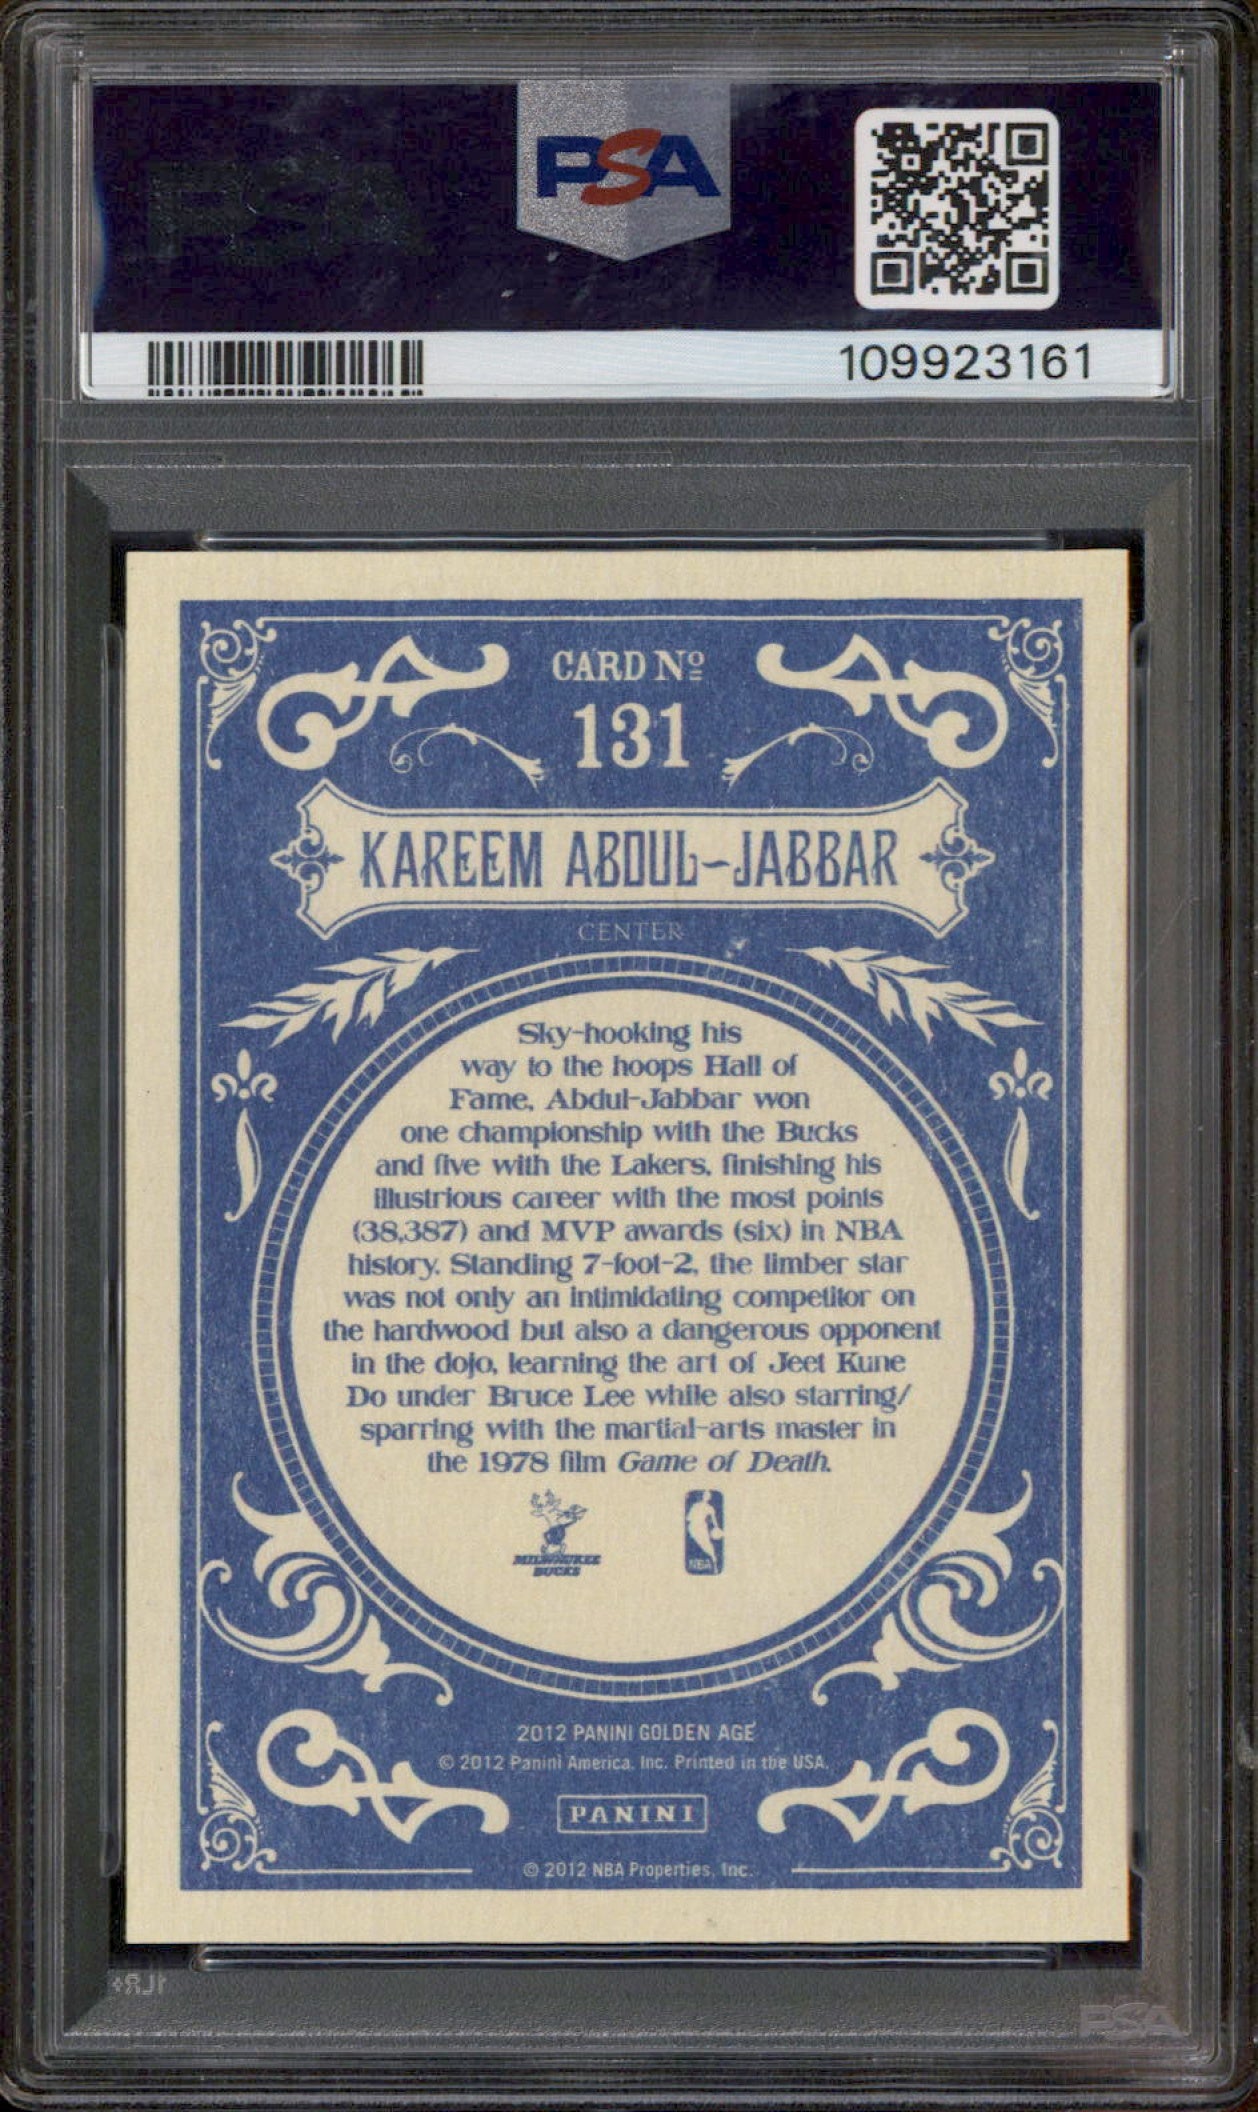 PSA
PSA
109923161
CARD Nº
131
KAREEM ABDUL-JABBAR
CENTER
Sky-hooking his
way to the hoops Hall of
Fame, Abdul-Jabbar won
one championship with the Bucks
and five with the Lakers, finishing his
illustrious career with the most points
(38,387) and MVP awards (six) in NBA
history. Standing 7-foot-2, the limber star
was not only an intimidating competitor on
the hardwood but also a dangerous opponent
in the dojo, learning the art of Jeet Kune
Do under Bruce Lee while also starring/
sparring with the martial-arts master in
the 1978 film Game of Death.
MILWAUKEE
BUCKS
NBA
2012 PANINI GOLDEN AGE
© 2012 Panini America, Inc. Printed in the USA.
PANINI
© 2012 NBA Properties, Inc.
PSA